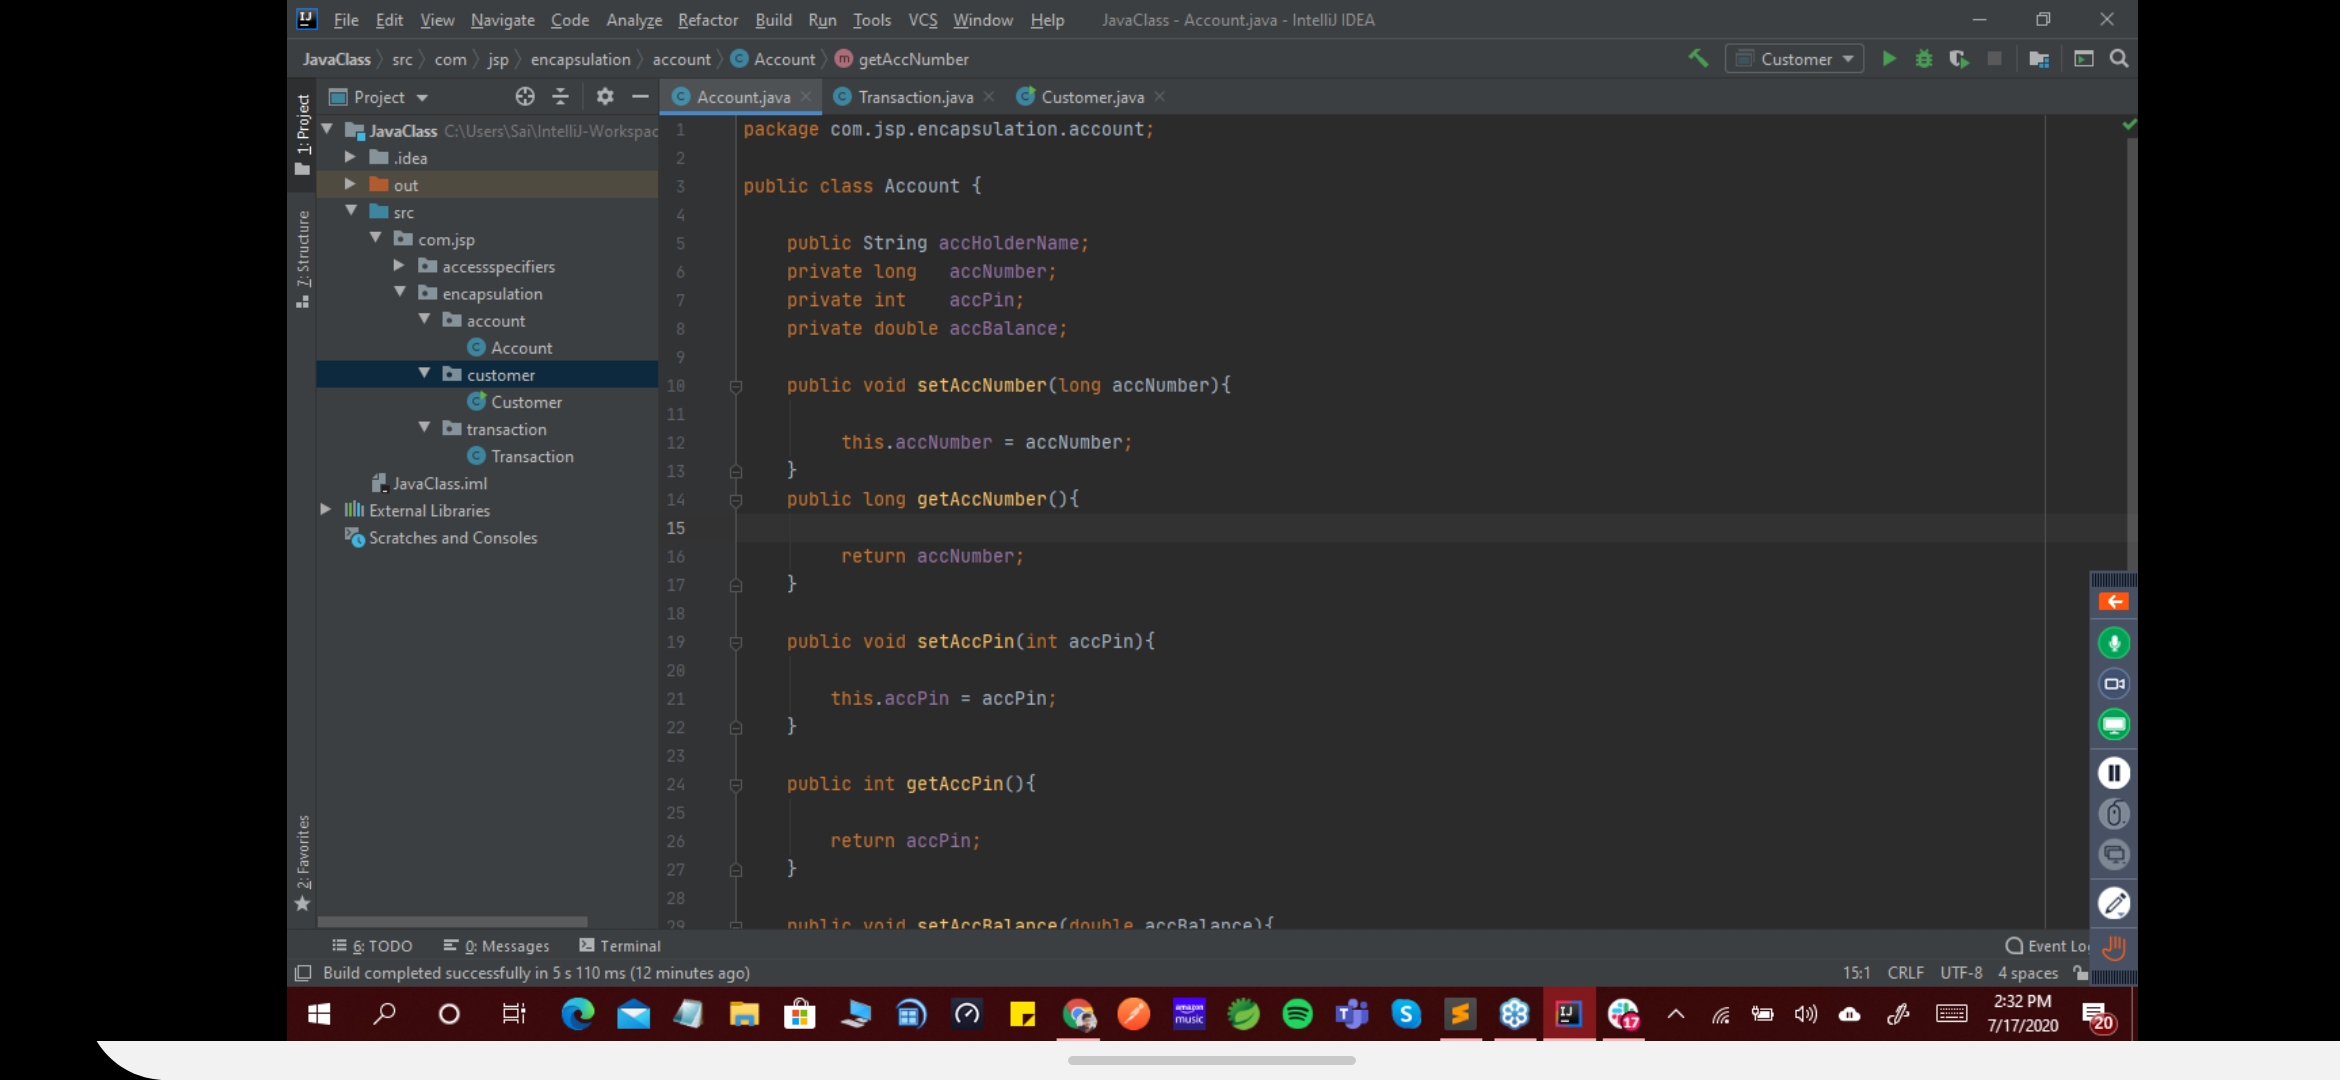 File Edit View Navigate Code Analyze Refactor Build Run Tools VCS Window Help JavaClass - Account.java - IntelliJ IDEA
JavaClass src com jsp encapsulation account Account getAccNumber Customer
Project Account.java Transaction.java Customer.java
1: Project
7: Structure
2: Favorites
JavaClass C:\Users\Sai\IntelliJ-Workspac
.idea
out
src
com.jsp
accessspecifiers
encapsulation
account
Account
customer
Customer
transaction
Transaction
JavaClass.iml
External Libraries
Scratches and Consoles
1 package com.jsp.encapsulation.account;
2
3 public class Account {
4
5 public String accHolderName;
6 private long accNumber;
7 private int accPin;
8 private double accBalance;
9
10 public void setAccNumber(long accNumber){
11
12 this.accNumber = accNumber;
13 }
14 public long getAccNumber(){
15
16 return accNumber;
17 }
18
19 public void setAccPin(int accPin){
20
21 this.accPin = accPin;
22 }
23
24 public int getAccPin(){
25
26 return accPin;
27 }
28
29 public void setAccBalance(double accBalance){
6: TODO 0: Messages Terminal Event Lo
Build completed successfully in 5 s 110 ms (12 minutes ago) 15:1 CRLF UTF-8 4 spaces
amazon music
17
2:32 PM
7/17/2020
20